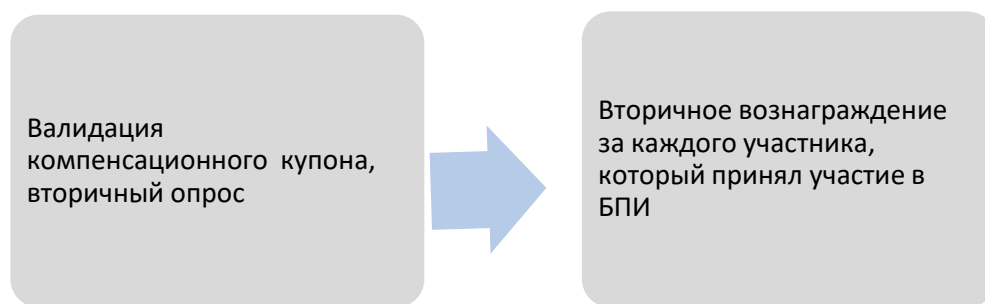 Валидация
компенсационного купона,
вторичный опрос
Вторичное вознаграждение
за каждого участника,
который принял участие в
БПИ